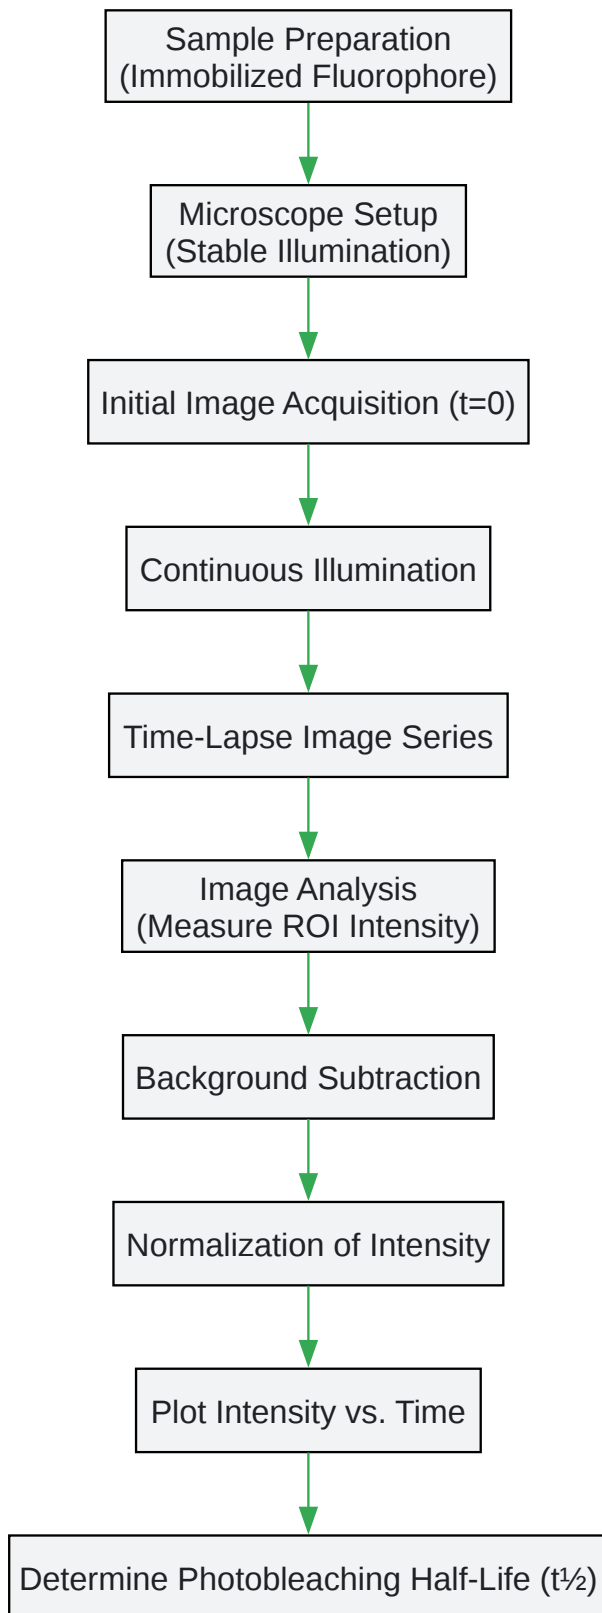 Sample Preparation
(Immobilized Fluorophore)
Microscope Setup
(Stable Illumination)
Initial Image Acquisition (t=0)
Continuous Illumination
Time-Lapse Image Series
Image Analysis
(Measure ROI Intensity)
Background Subtraction
Normalization of Intensity
Plot Intensity vs. Time
Determine Photobleaching Half-Life (t½)